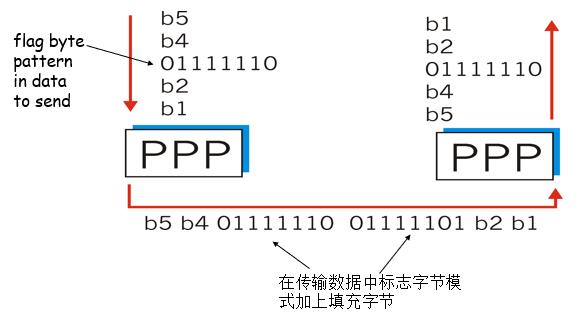 flag byte
pattern
in data
to send
b5
b4
01111110
b2
b1
PPP
b1
b2
01111110
b4
b5
PPP
b5 b4 01111110 01111101 b2 b1
在传输数据中标志字节模
式加上填充字节